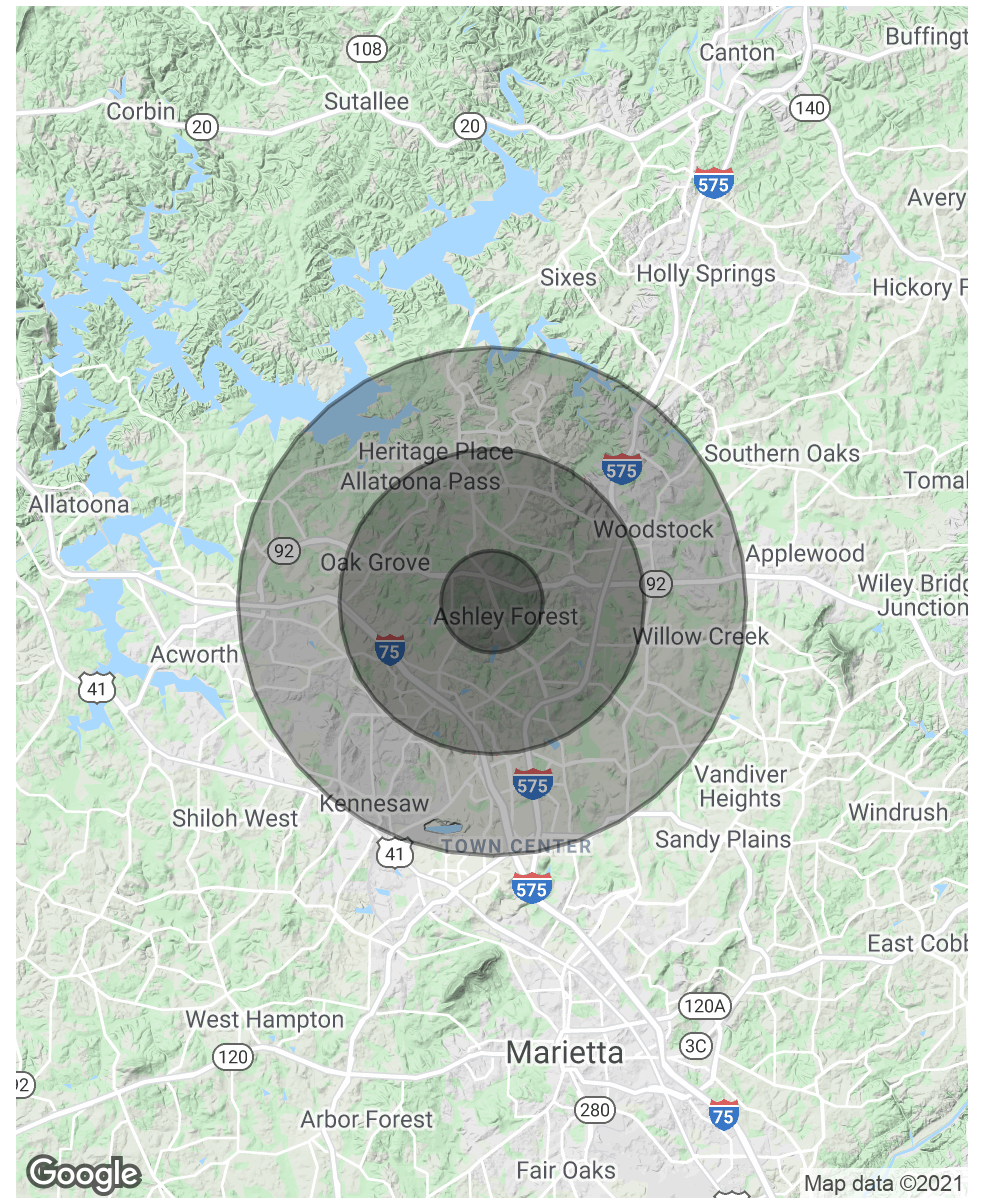 Buffingt
108
Canton
Corbin
Sutallee
20
20
140
575
Avery
Sixes
Holly Springs
Hickory F
Heritage Place
575
Southern Oaks
Allatoona Pass
Tomal
Allatoona
Woodstock
92
Oak Grove
Applewood
92
Wiley Bridg
Junction
Ashley Forest
Willow Creek
75
Acworth
41
575
Vandiver
Heights
Kennesaw
Shiloh West
Windrush
Sandy Plains
TOWN CENTER
41
575
East Cobb
120A
West Hampton
3C
Marietta
120
92
280
75
Arbor Forest
Fair Oaks
Google
Map data ©2021